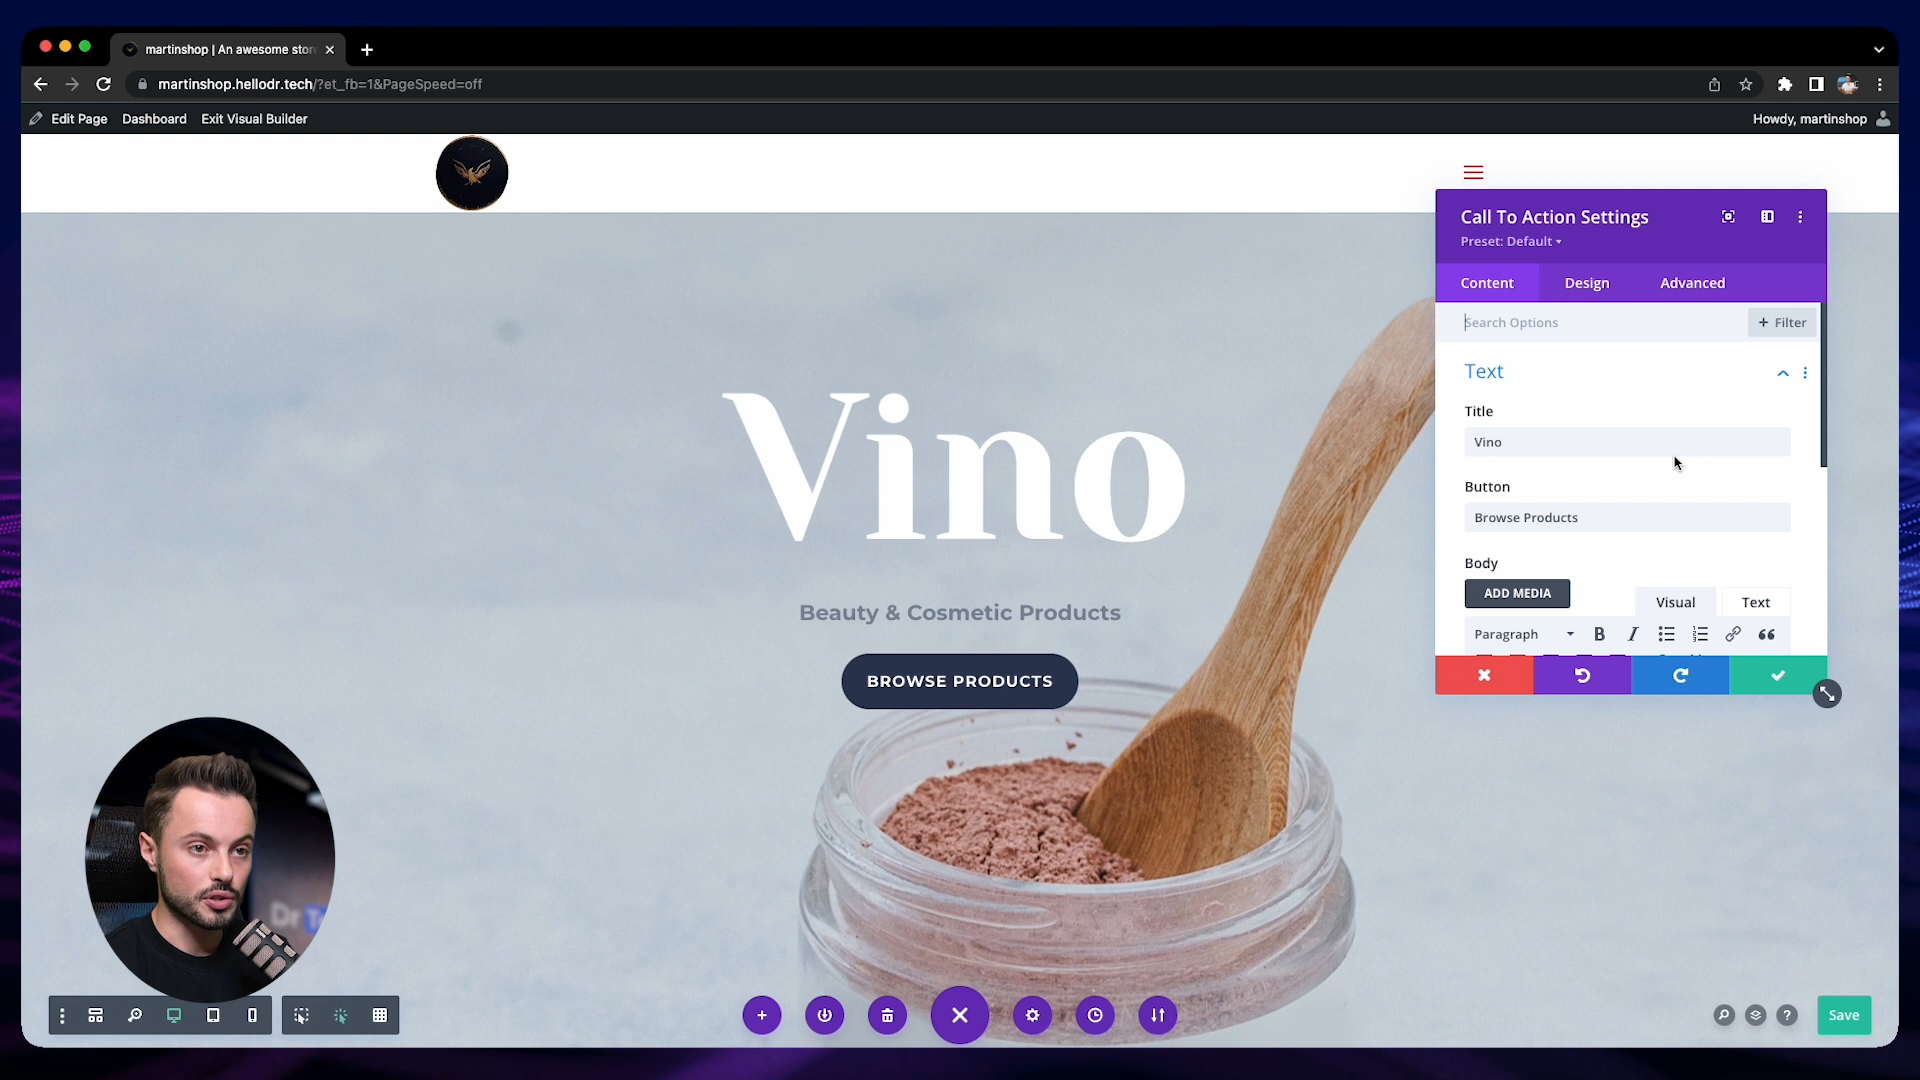 martinshop | An awesome stor
martinshop.hellodr.tech/?et_fb=1&PageSpeed=off
Edit Page Dashboard Exit Visual Builder
Howdy, martinshop
Call To Action Settings
Preset: Default
Content Design Advanced
Search Options
+ Filter
Text
Title
Vino
Button
Browse Products
Body
ADD MEDIA
Visual Text
Paragraph
Vino
Beauty & Cosmetic Products
BROWSE PRODUCTS
Dr T
Save